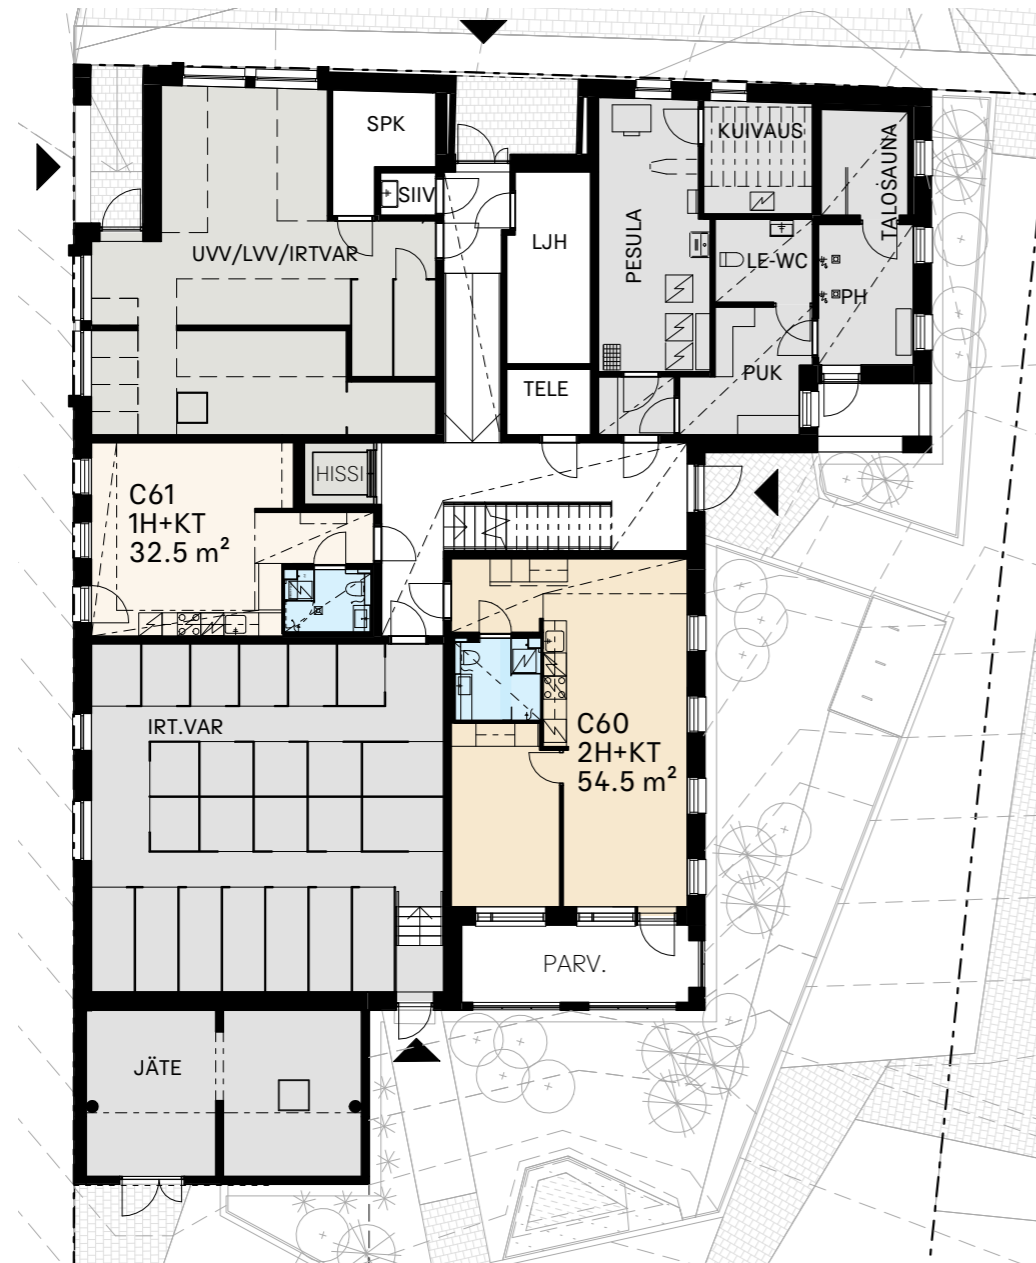 SPK
KUIVAUS
TALOSAUNA
SIIV
LJH
PESULA
UVV/LVV/IRTVAR
LE-WC
PH
PUK
TELE
HISSI
C61
1H+KT
32.5 m²
IRT.VAR
C60
2H+KT
54.5 m²
PARV.
JÄTE